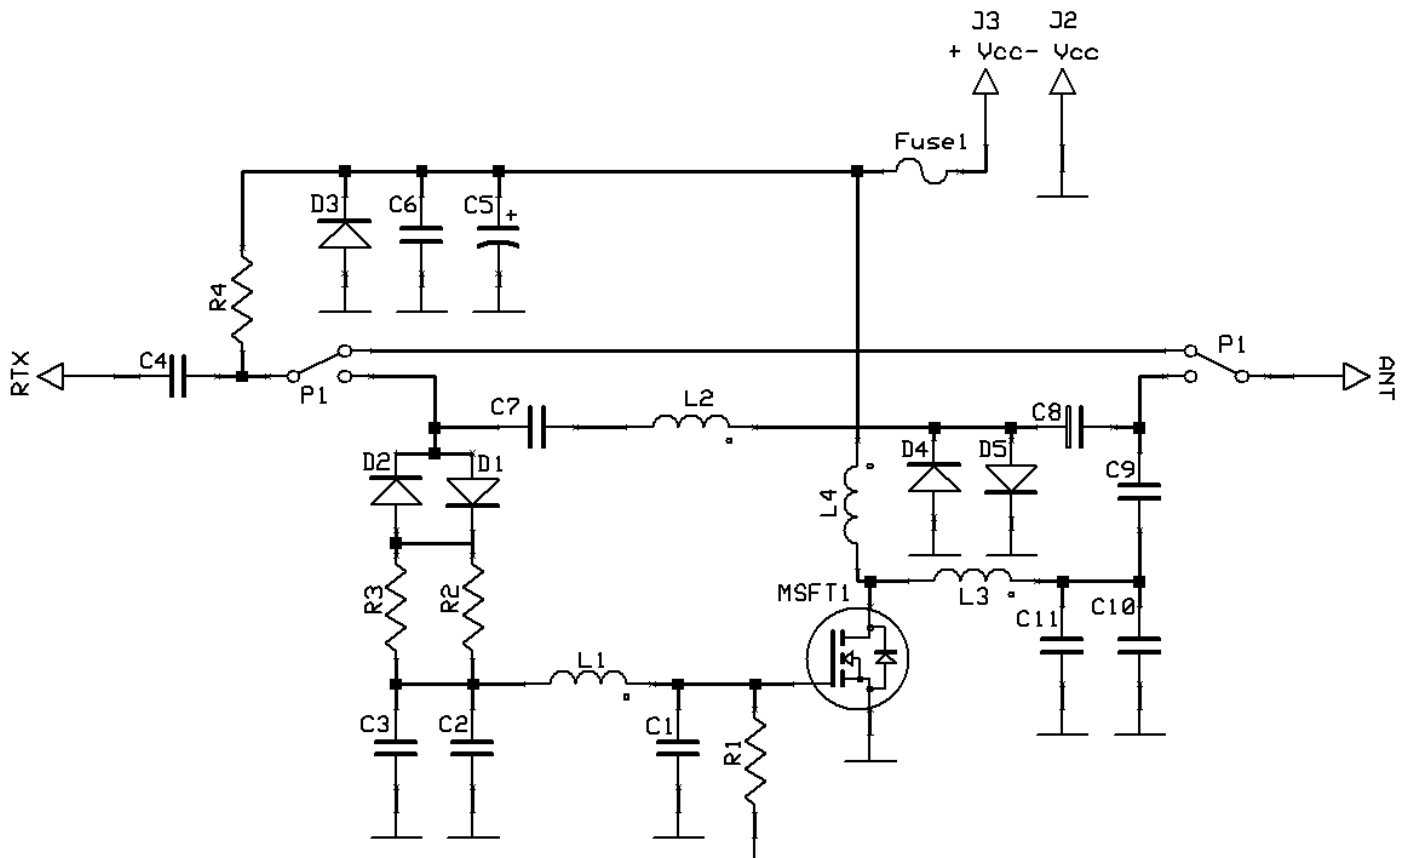 J3 J2
+ Vcc- Vcc
Fuse1
D3 C6 C5 +
R4
RTX C4 P1 P1 ANT
C7 L2 C8
D2 D1 D4 D5 C9
L4
R3 R2 MSFT1 L3 C11 C10
L1
C3 C2 C1 R1